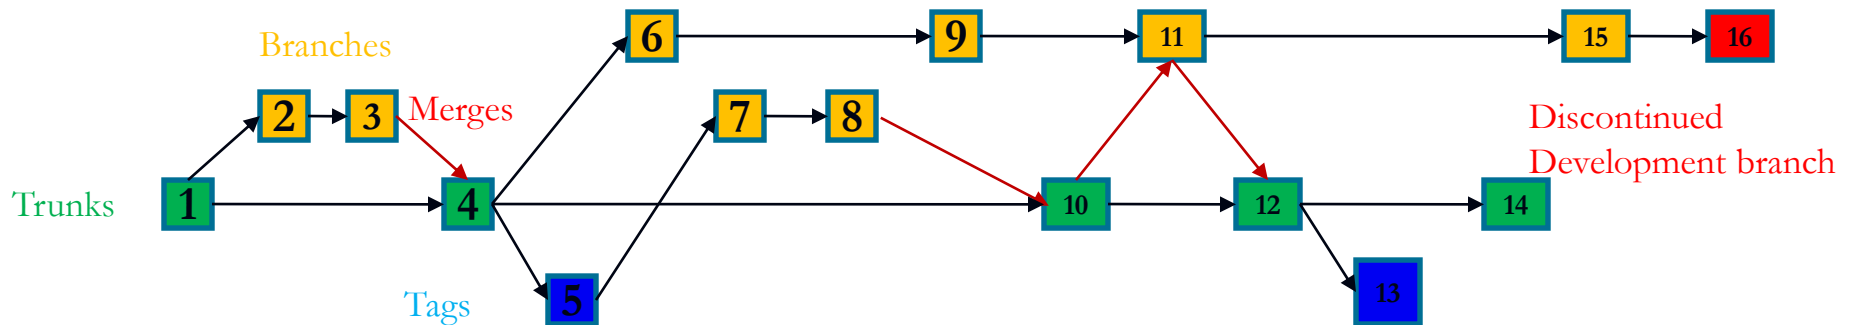 6
9
11
15
16
Branches
2
3
Merges
7
8
Discontinued
Development branch
Trunks
1
4
10
12
14
Tags
5
13